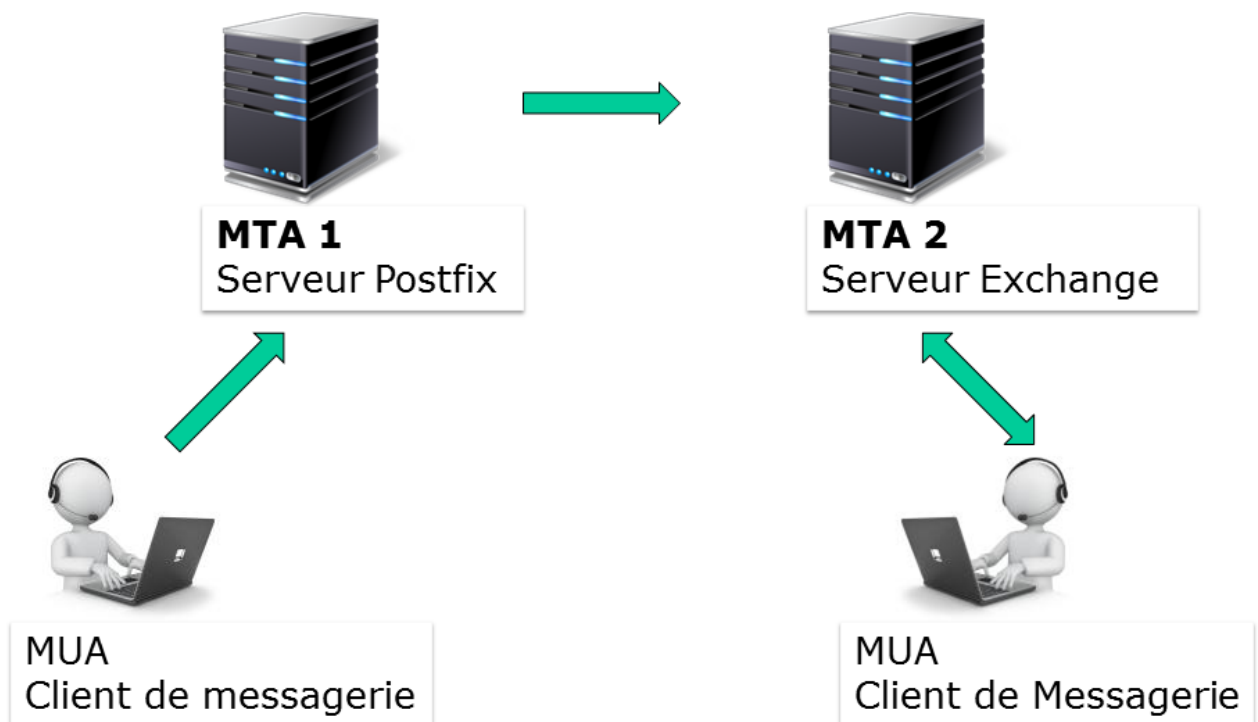 MTA 1
Serveur Postfix
MTA 2
Serveur Exchange
MUA
Client de messagerie
MUA
Client de Messagerie